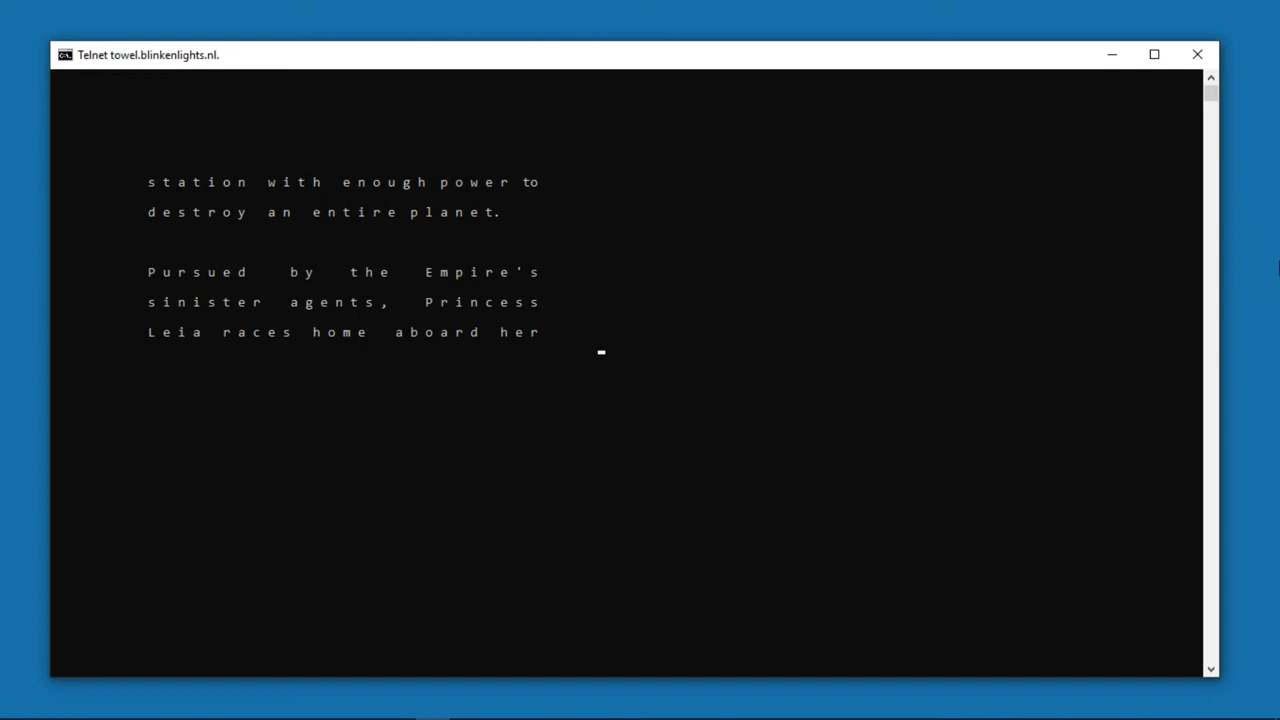 Telnet towel.blinkenlights.nl.
station with enough power to
destroy an entire planet.
Pursued by the Empire's
sinister agents, Princess
Leia races home aboard her